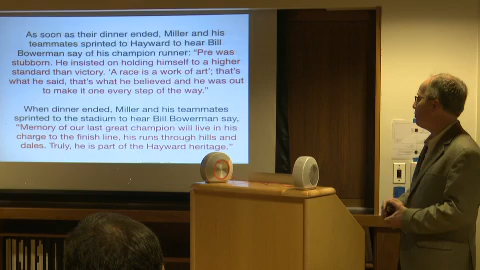 As soon as their dinner ended, Miller and his
teammates sprinted to Hayward to hear Bill
Bowerman say of his champion runner: “Pre was
stubborn. He insisted on holding himself to a higher
standard than victory. ‘A race is a work of art’; that’s
what he said, that’s what he believed and he was out
to make it one every step of the way.”
When dinner ended, Miller and his teammates
sprinted to the stadium to hear Bill Bowerman say,
“Memory of our last great champion will live in his
charge to the finish line, his runs through hills and
dales. Truly, he is part of the Hayward heritage.”